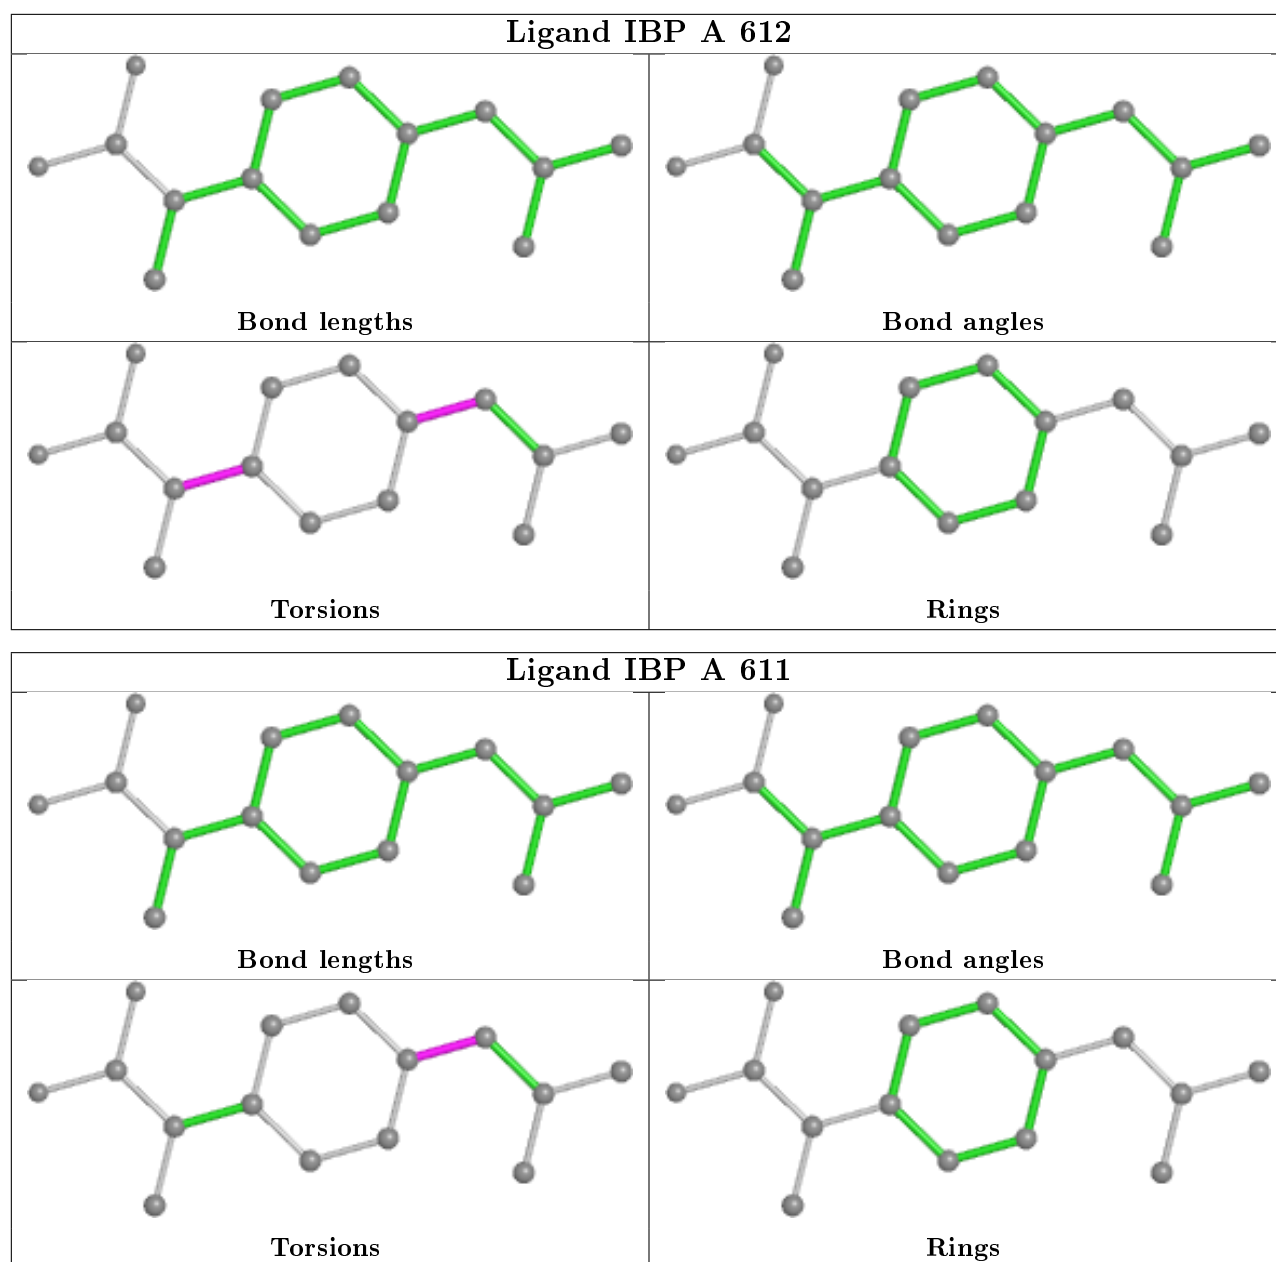 Ligand IBP A 612
Bond lengths
Bond angles
Torsions
Rings
Ligand IBP A 611
Bond lengths
Bond angles
Torsions
Rings